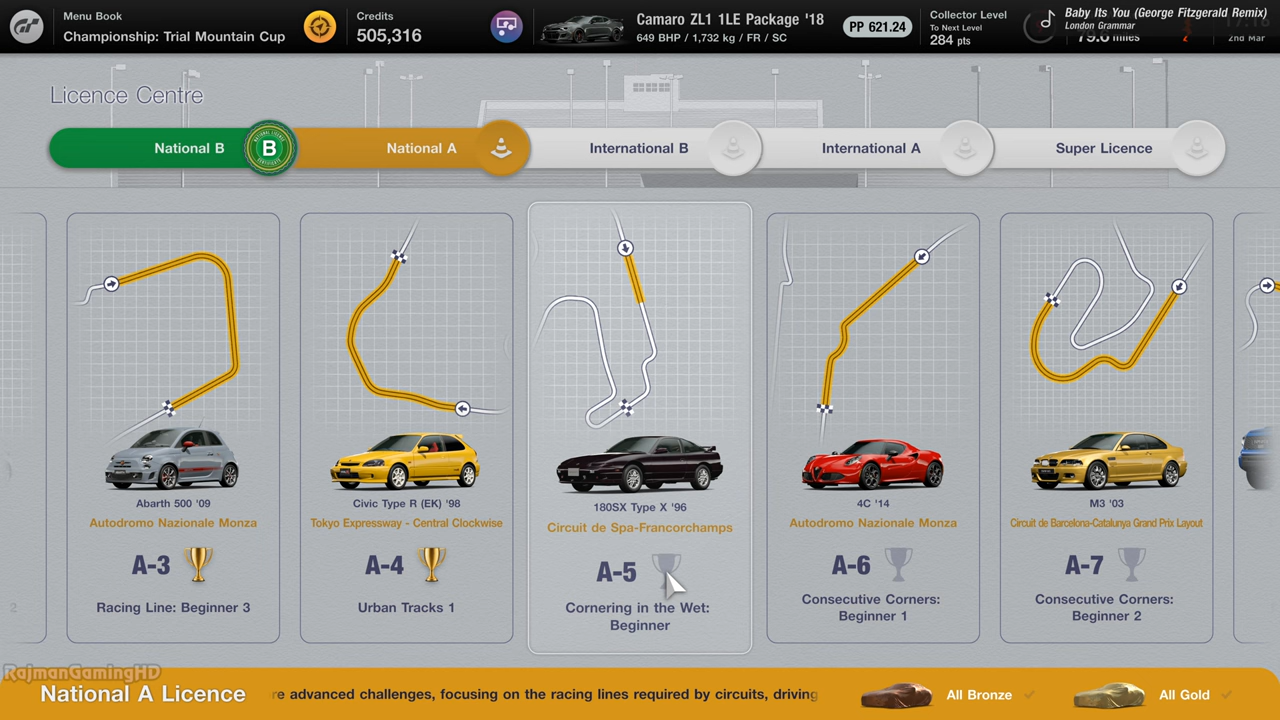 Menu Book
Championship: Trial Mountain Cup
Credits
505,316
Camaro ZL1 1LE Package '18
649 BHP / 1,732 kg / FR / SC
PP 621.24
Collector Level
To Next Level
284 pts
Baby Its You (George Fitzgerald Remix)
London Grammar
79.6 miles
2
2nd Mar
Licence Centre
National B
B
National A
International B
International A
Super Licence
Abarth 500 '09
Autodromo Nazionale Monza
A-3
Racing Line: Beginner 3
Civic Type R (EK) '98
Tokyo Expressway - Central Clockwise
A-4
Urban Tracks 1
180SX Type X '96
Circuit de Spa-Francorchamps
A-5
Cornering in the Wet:
Beginner
4C '14
Autodromo Nazionale Monza
A-6
Consecutive Corners:
Beginner 1
M3 '03
Circuit de Barcelona-Catalunya Grand Prix Layout
A-7
Consecutive Corners:
Beginner 2
2
RajmanGamingHD
National A Licence
re advanced challenges, focusing on the racing lines required by circuits, driving
All Bronze
All Gold